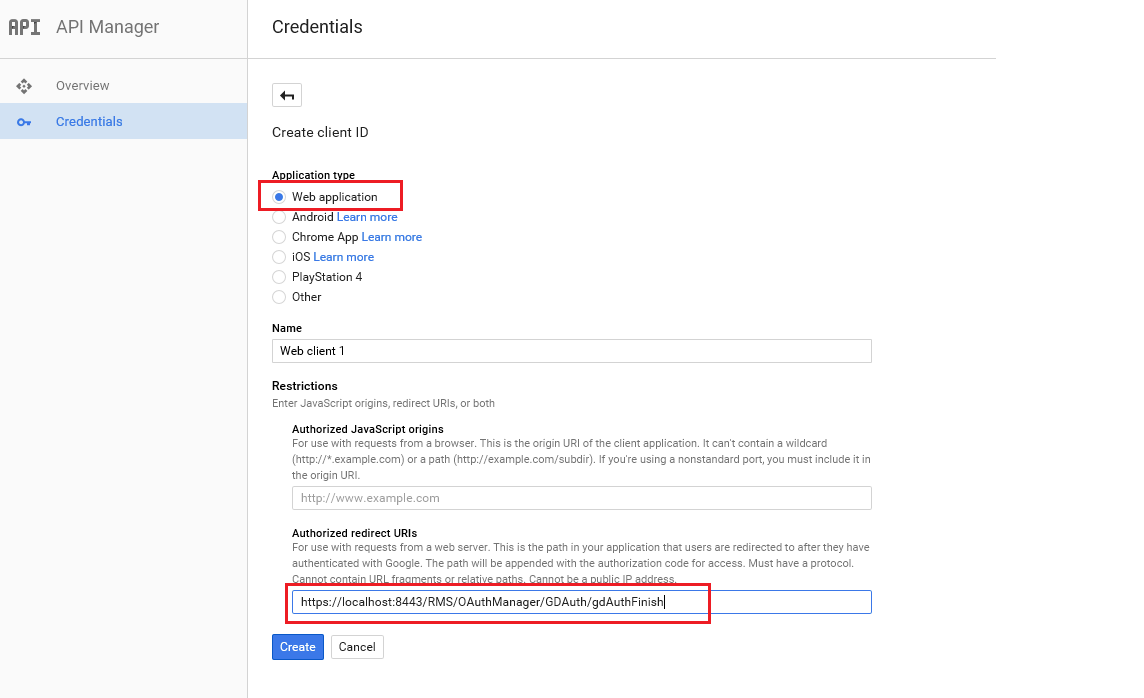 API API Manager
Credentials
Overview
Credentials
Create client ID
Application type
Web application
Android Learn more
Chrome App Learn more
iOS Learn more
PlayStation 4
Other
Name
Web client 1
Restrictions
Enter JavaScript origins, redirect URIs, or both
Authorized JavaScript origins
For use with requests from a browser. This is the origin URI of the client application. It can't contain a wildcard
(http://*.example.com) or a path (http://example.com/subdir). If you're using a nonstandard port, you must include it in
the origin URI.
http://www.example.com
Authorized redirect URIs
For use with requests from a web server. This is the path in your application that users are redirected to after they have
authenticated with Google. The path will be appended with the authorization code for access. Must have a protocol.
Cannot contain URL fragments or relative paths. Cannot be a public IP address.
https://localhost:8443/RMS/OAuthManager/GDAuth/gdAuthFinish
Create Cancel